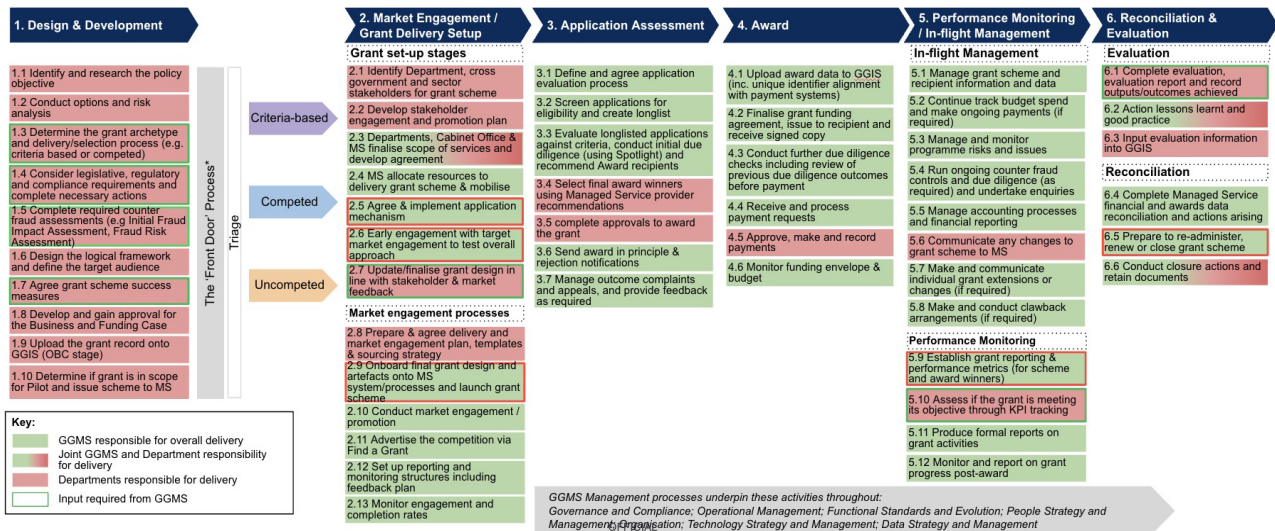 1. Design & Development
2. Market Engagement /
Grant Delivery Setup
3. Application Assessment
4. Award
5. Performance Monitoring
/ In-flight Management
6. Reconciliation &
Evaluation
1.1 Identify and research the policy
objective
1.2 Conduct options and risk
analysis
1.3 Determine the grant archetype
and delivery/selection process (e.g.
criteria based or competed)
1.4 Consider legislative, regulatory
and compliance requirements and
complete necessary actions
1.5 Complete required counter
fraud assessments (e.g Initial Fraud
Impact Assessment, Fraud Risk
Assessment)
1.6 Design the logical framework
and define the target audience
1.7 Agree grant scheme success
measures
1.8 Develop and gain approval for
the Business and Funding Case
1.9 Upload the grant record onto
GGIS (OBC stage)
1.10 Determine if grant is in scope
for Pilot and issue scheme to MS
The 'Front Door' Process*
Triage
Criteria-based
Competed
Uncompeted
Grant set-up stages
2.1 Identify Department, cross
government and sector
stakeholders for grant scheme
2.2 Develop stakeholder
engagement and promotion plan
2.3 Departments, Cabinet Office &
MS finalise scope of services and
develop agreement
2.4 MS allocate resources to
delivery grant scheme & mobilise
2.5 Agree & implement application
mechanism
2.6 Early engagement with target
market engagement to test overall
approach
2.7 Update/finalise grant design in
line with stakeholder & market
feedback
Market engagement processes
2.8 Prepare & agree delivery and
market engagement plan, templates
& sourcing strategy
2.9 Onboard final grant design and
artefacts onto MS
system/processes and launch grant
scheme
2.10 Conduct market engagement /
promotion
2.11 Advertise the competition via
Find a Grant
2.12 Set up reporting and
monitoring structures including
feedback plan
2.13 Monitor engagement and
completion rates
3.1 Define and agree application
evaluation process
3.2 Screen applications for
eligibility and create longlist
3.3 Evaluate longlisted applications
against criteria, conduct initial due
diligence (using Spotlight) and
recommend Award recipients
3.4 Select final award winners
using Managed Service provider
recommendations
3.5 complete approvals to award
the grant
3.6 Send award in principle &
rejection notifications
3.7 Manage outcome complaints
and appeals, and provide feedback
as required
4.1 Upload award data to GGIS
(inc. unique identifier alignment
with payment systems)
4.2 Finalise grant funding
agreement, issue to recipient and
receive signed copy
4.3 Conduct further due diligence
checks including review of
previous due diligence outcomes
before payment
4.4 Receive and process
payment requests
4.5 Approve, make and record
payments
4.6 Monitor funding envelope &
budget
In-flight Management
5.1 Manage grant scheme and
recipient information and data
5.2 Continue track budget spend
and make ongoing payments (if
required)
5.3 Manage and monitor
programme risks and issues
5.4 Run ongoing counter fraud
controls and due diligence (as
required) and undertake enquiries
5.5 Manage accounting processes
and financial reporting
5.6 Communicate any changes to
grant scheme to MS
5.7 Make and communicate
individual grant extensions or
changes (if required)
5.8 Make and conduct clawback
arrangements (if required)
Performance Monitoring
5.9 Establish grant reporting &
performance metrics (for scheme
and award winners)
5.10 Assess if the grant is meeting
its objective through KPI tracking
5.11 Produce formal reports on
grant activities
5.12 Monitor and report on grant
progress post-award
Evaluation
6.1 Complete evaluation,
evaluation report and record
outputs/outcomes achieved
6.2 Action lessons learnt and
good practice
6.3 Input evaluation information
into GGIS
Reconciliation
6.4 Complete Managed Service
financial and awards data
reconciliation and actions arising
6.5 Prepare to re-administer,
renew or close grant scheme
6.6 Conduct closure actions and
retain documents
Key:
GGMS responsible for overall delivery
Joint GGMS and Department responsibility
for delivery
Departments responsible for delivery
Input required from GGMS
GGMS Management processes underpin these activities throughout:
Governance and Compliance; Operational Management; Functional Standards and Evolution; People Strategy and
Management; Organisation; Technology Strategy and Management; Data Strategy and Management
OFFICIAL